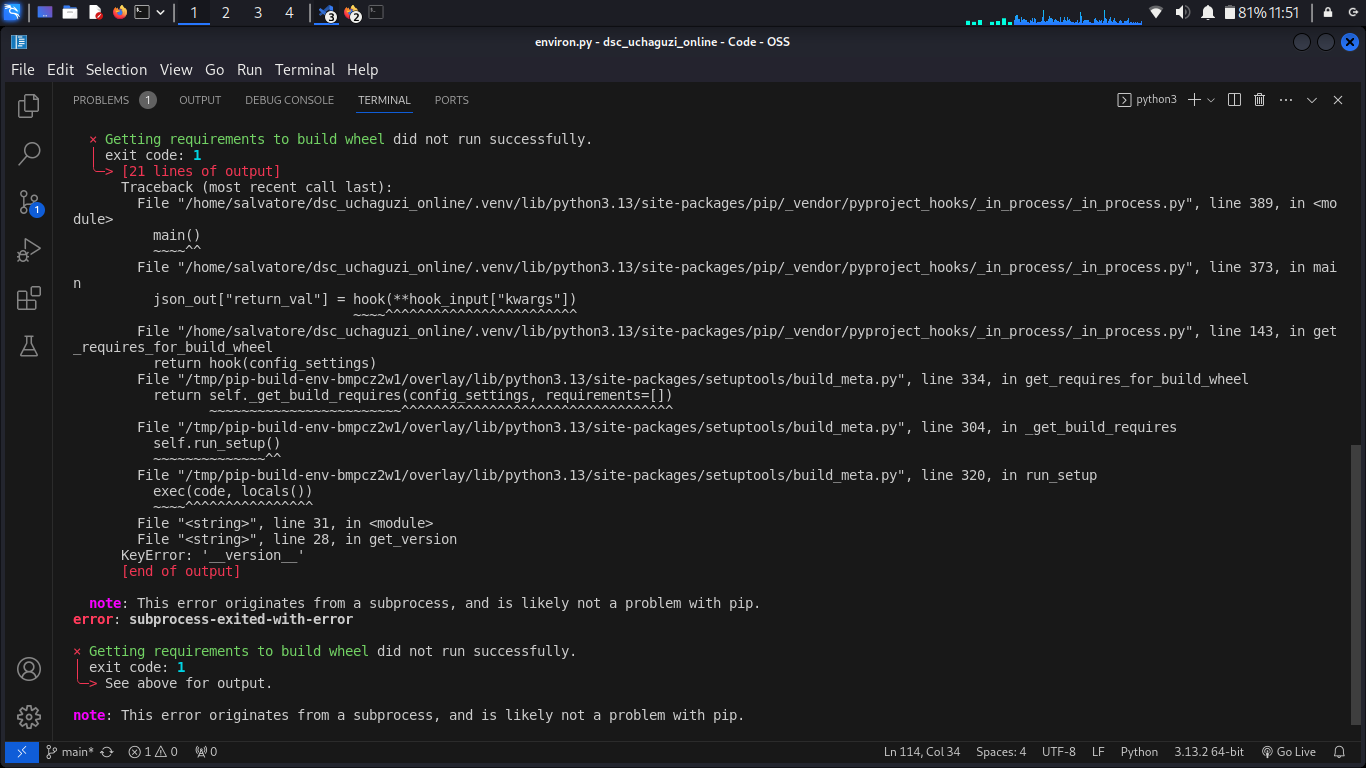 1 2 3 4 3 2 81% 11:51
environ.py - dsc_uchaguzi_online - Code - OSS
File Edit Selection View Go Run Terminal Help
PROBLEMS 1 OUTPUT DEBUG CONSOLE TERMINAL PORTS python3
× Getting requirements to build wheel did not run successfully.
│ exit code: 1
╰─> [21 lines of output]
Traceback (most recent call last):
File "/home/salvatore/dsc_uchaguzi_online/.venv/lib/python3.13/site-packages/pip/_vendor/pyproject_hooks/_in_process/_in_process.py", line 389, in <mo
dule>
main()
~~~~^^
File "/home/salvatore/dsc_uchaguzi_online/.venv/lib/python3.13/site-packages/pip/_vendor/pyproject_hooks/_in_process/_in_process.py", line 373, in mai
n
json_out["return_val"] = hook(**hook_input["kwargs"])
~~~~^^^^^^^^^^^^^^^^^^^^^^^^
File "/home/salvatore/dsc_uchaguzi_online/.venv/lib/python3.13/site-packages/pip/_vendor/pyproject_hooks/_in_process/_in_process.py", line 143, in get
_requires_for_build_wheel
return hook(config_settings)
File "/tmp/pip-build-env-bmpcz2w1/overlay/lib/python3.13/site-packages/setuptools/build_meta.py", line 334, in get_requires_for_build_wheel
return self._get_build_requires(config_settings, requirements=[])
~~~~~~~~~~~~~~~~~~~~~~~~^^^^^^^^^^^^^^^^^^^^^^^^^^^^^^^^^^
File "/tmp/pip-build-env-bmpcz2w1/overlay/lib/python3.13/site-packages/setuptools/build_meta.py", line 304, in _get_build_requires
self.run_setup()
~~~~~~~~~~~~~~^^
File "/tmp/pip-build-env-bmpcz2w1/overlay/lib/python3.13/site-packages/setuptools/build_meta.py", line 320, in run_setup
exec(code, locals())
~~~~^^^^^^^^^^^^^^^^
File "<string>", line 31, in <module>
File "<string>", line 28, in get_version
KeyError: '__version__'
[end of output]
note: This error originates from a subprocess, and is likely not a problem with pip.
error: subprocess-exited-with-error
× Getting requirements to build wheel did not run successfully.
│ exit code: 1
╰─> See above for output.
note: This error originates from a subprocess, and is likely not a problem with pip.
1
main* 1 0 0 Ln 114, Col 34 Spaces: 4 UTF-8 LF Python 3.13.2 64-bit Go Live